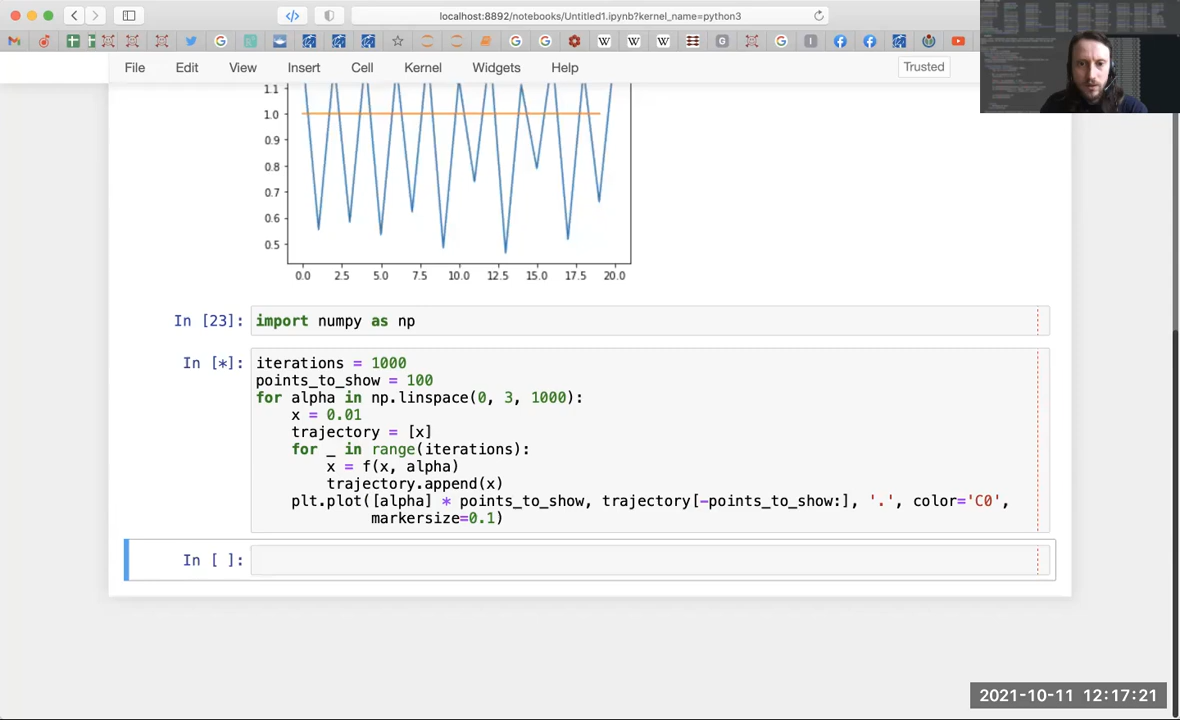 localhost:8892/notebooks/Untitled1.ipynb?kernel_name=python3
File Edit View Insert Cell Kernel Widgets Help Trusted
1.1
1.0
0.9
0.8
0.7
0.6
0.5
0.0 2.5 5.0 7.5 10.0 12.5 15.0 17.5 20.0
In [23]: import numpy as np
In [*]: iterations = 1000
points_to_show = 100
for alpha in np.linspace(0, 3, 1000):
x = 0.01
trajectory = [x]
for _ in range(iterations):
x = f(x, alpha)
trajectory.append(x)
plt.plot([alpha] * points_to_show, trajectory[-points_to_show:], '.', color='C0',
markersize=0.1)
In [ ]:
2021-10-11 12:17:21